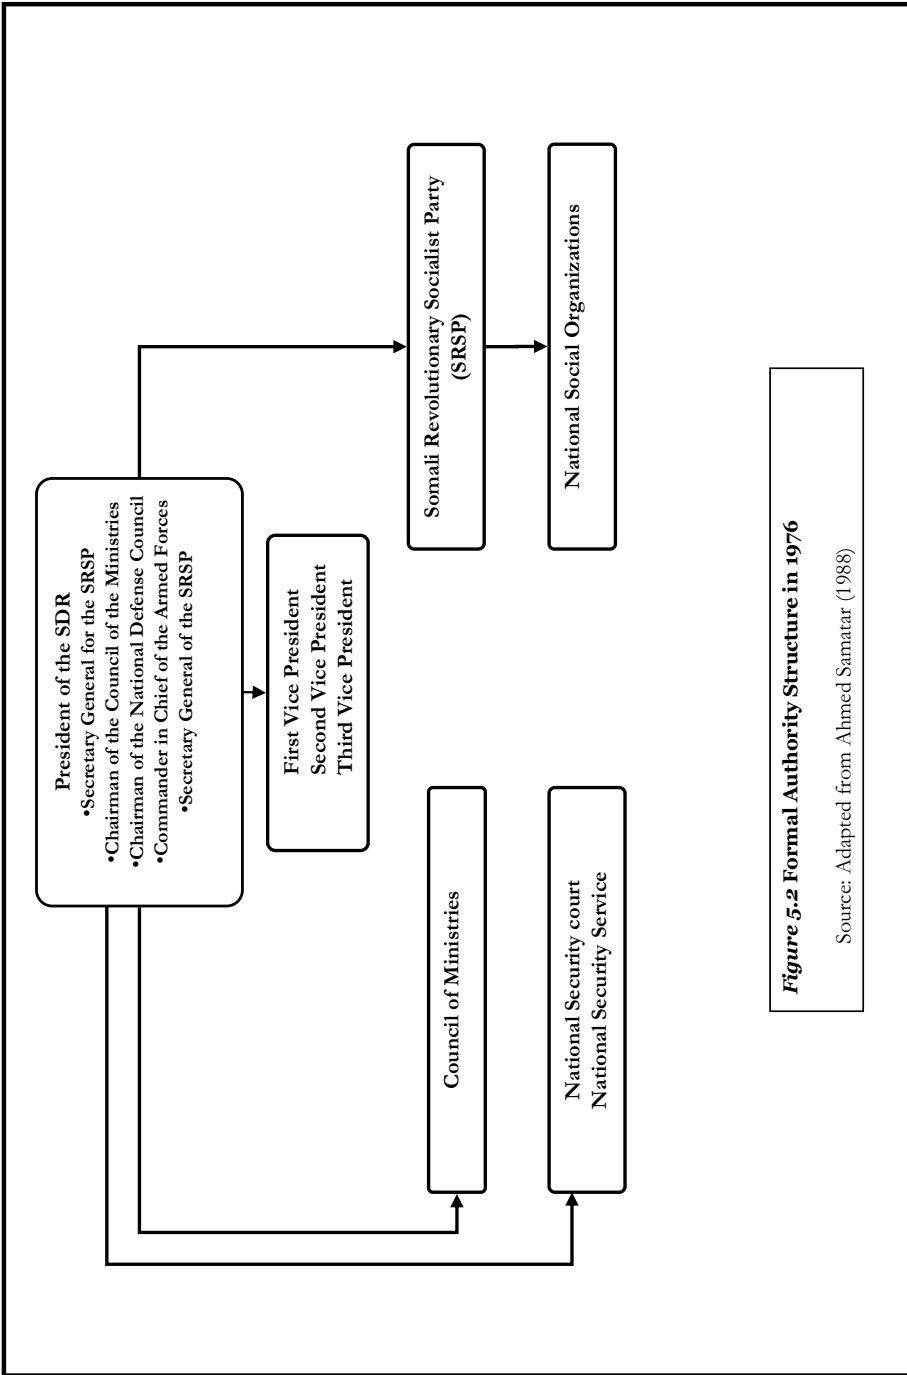 President of the SDR
•Secretary General for the SRSP
•Chairman of the Council of the Ministries
•Chairman of the National Defense Council
•Commander in Chief of the Armed Forces
•Secretary General of the SRSP
First Vice President
Second Vice President
Third Vice President
Council of Ministries
National Security court
National Security Service
Somali Revolutionary Socialist Party
(SRSP)
National Social Organizations
Figure 5.2 Formal Authority Structure in 1976
Source: Adapted from Ahmed Samatar (1988)